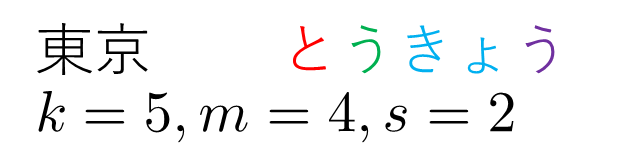 東京 とうきょう
k = 5, m = 4, s = 2